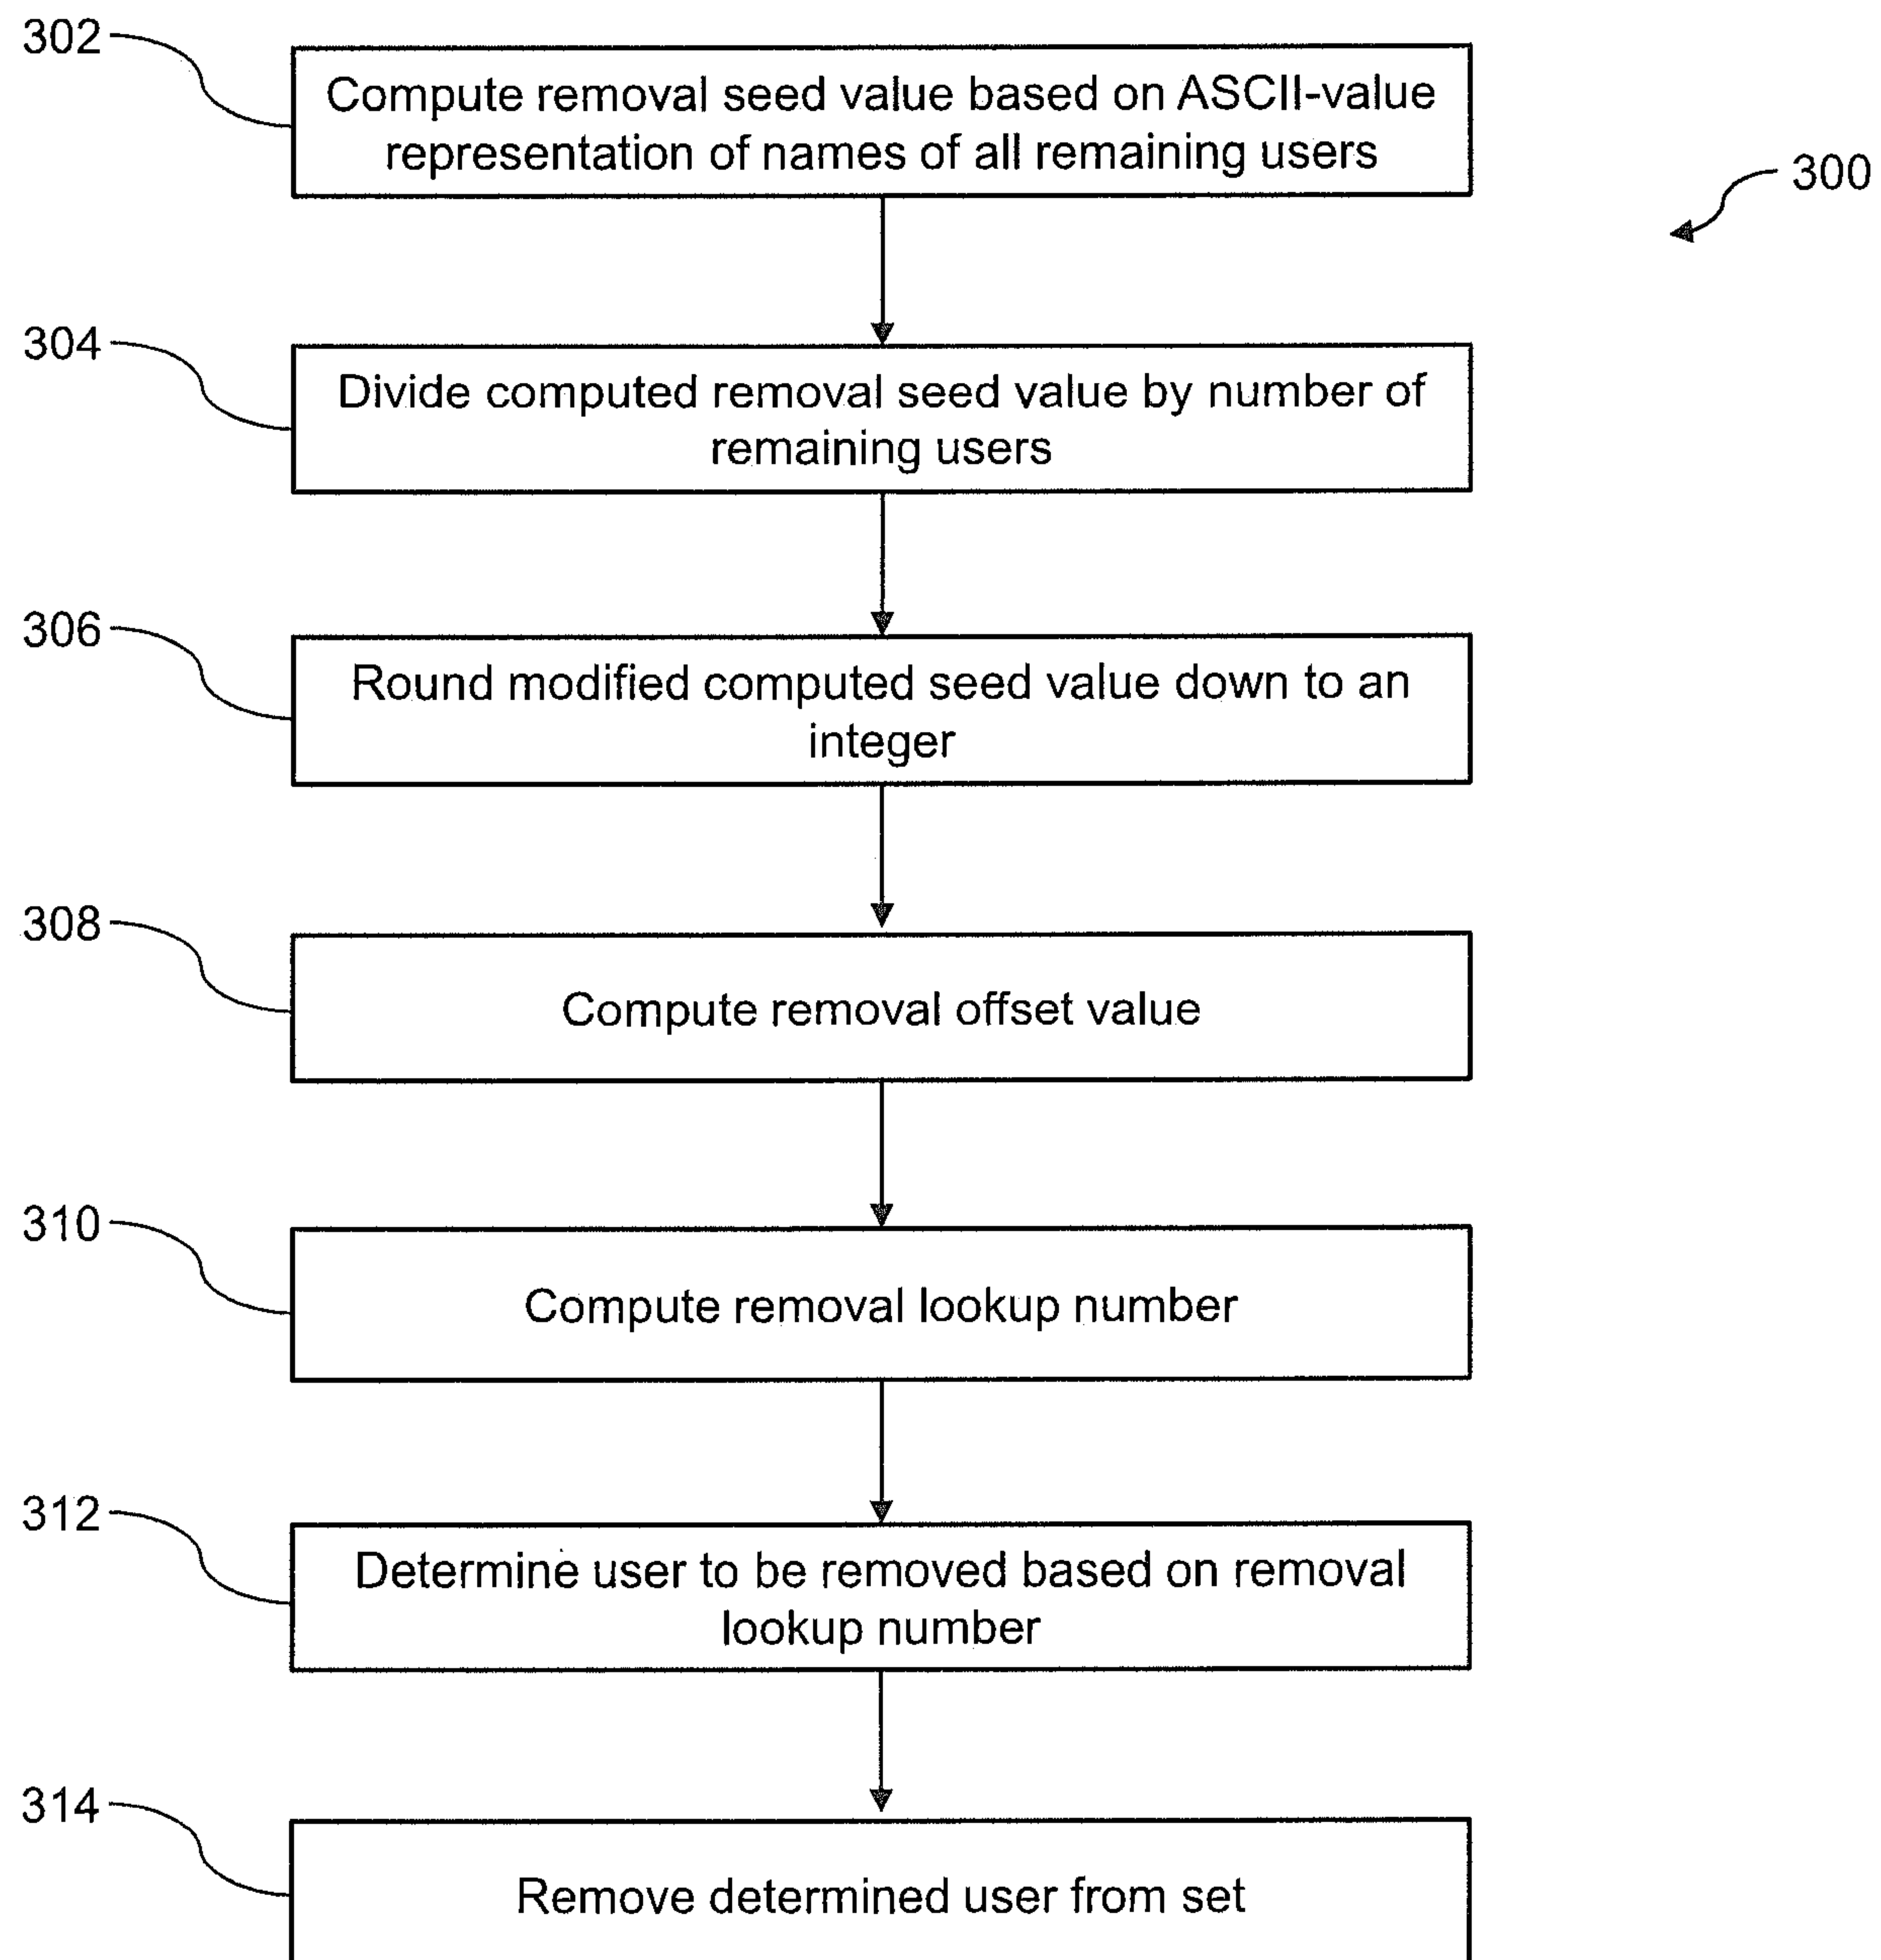 302
Compute removal seed value based on ASCII-value
representation of names of all remaining users
300
304
Divide computed removal seed value by number of
remaining users
306
Round modified computed seed value down to an
integer
308
Compute removal offset value
310
Compute removal lookup number
312
Determine user to be removed based on removal
lookup number
314
Remove determined user from set